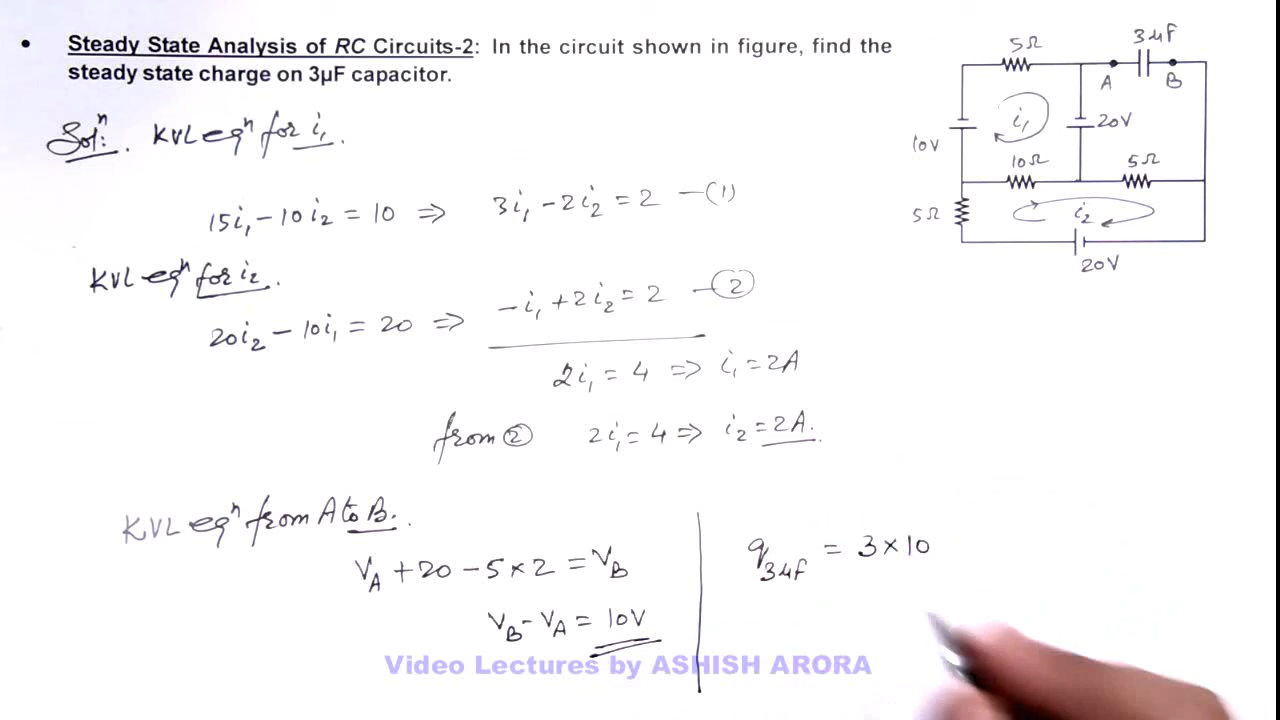 • Steady State Analysis of RC Circuits-2: In the circuit shown in figure, find the
steady state charge on 3µF capacitor.
5Ω
3µF
A
B
10V
i₁
20V
10Ω
5Ω
5Ω
i₂
20V
Solⁿ: KVL eqⁿ for i₁.
15i₁ - 10i₂ = 10 ⇒ 3i₁ - 2i₂ = 2 —(1)
KVL eqⁿ for i₂.
20i₂ - 10i₁ = 20 ⇒ -i₁ + 2i₂ = 2 —②
2i₁ = 4 ⇒ i₁ = 2A
from ② 2i₁ = 4 ⇒ i₂ = 2A.
KVL eqⁿ from A to B.
V_A + 20 - 5×2 = V_B
V_B - V_A = 10V
q_3µf = 3×10
Video Lectures by ASHISH ARORA